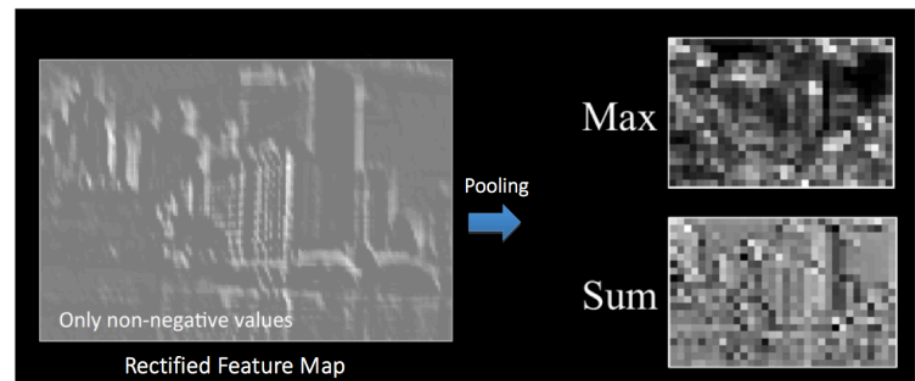 Only non-negative values
Rectified Feature Map
Pooling
Max
Sum